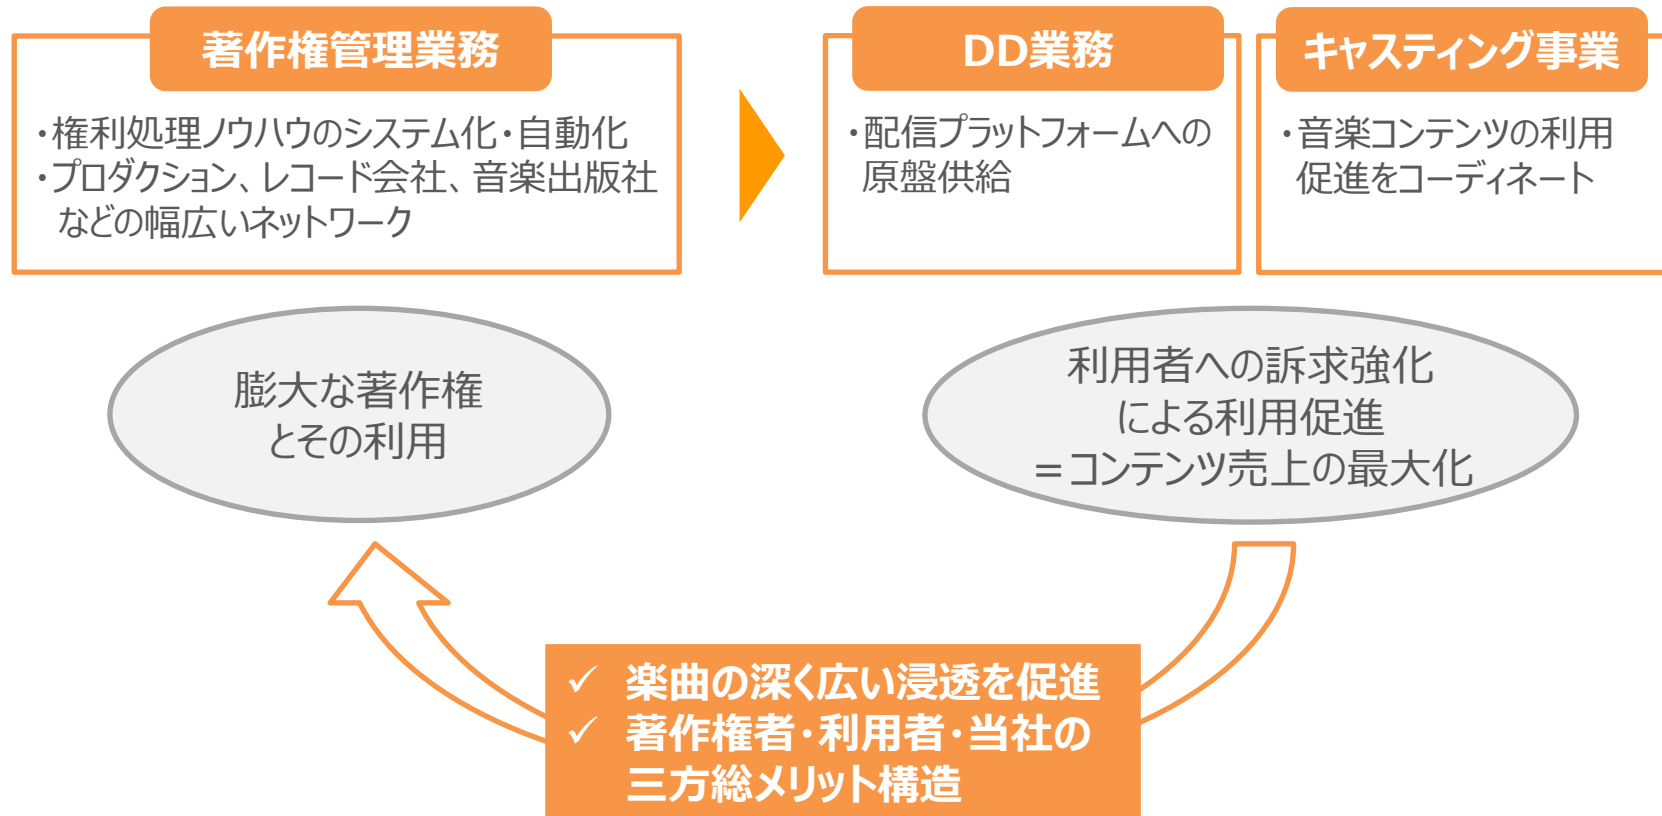 著作権管理業務
・権利処理ノウハウのシステム化・自動化
・プロダクション、レコード会社、音楽出版社
などの幅広いネットワーク
DD業務
・配信プラットフォームへの
原盤供給
キャスティング事業
・音楽コンテンツの利用
促進をコーディネート
膨大な著作権
とその利用
利用者への訴求強化
による利用促進
＝コンテンツ売上の最大化
✓ 楽曲の深く広い浸透を促進
✓ 著作権者・利用者・当社の
三方総メリット構造